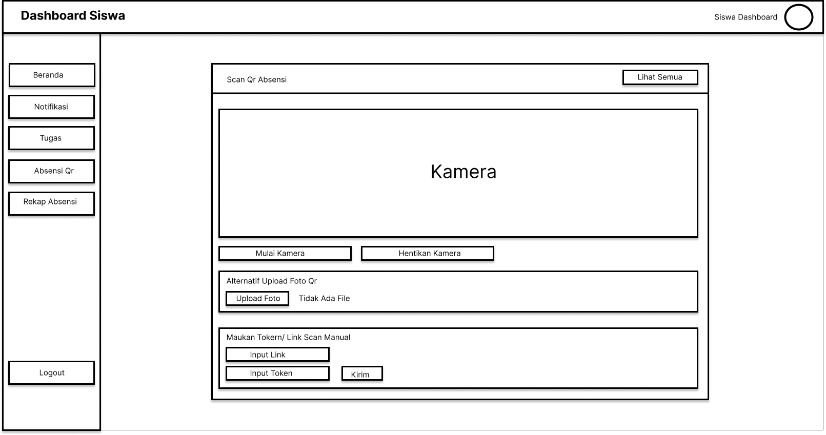 Dashboard Siswa
Siswa Dashboard
Beranda
Notifikasi
Tugas
Absensi Qr
Rekap Absensi
Logout
Scan Qr Absensi
Lihat Semua
Kamera
Mulai Kamera
Hentikan Kamera
Alternatif Upload Foto Qr
Upload Foto
Tidak Ada File
Maukan Tokern/ Link Scan Manual
Input Link
Input Token
Kirim